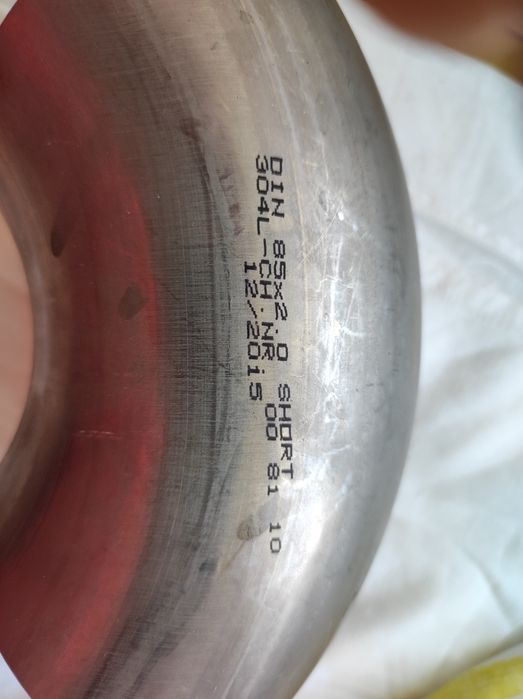 DIN 85x2.0 SHORT
304L-CH.NR: 00 81 10
12/2015